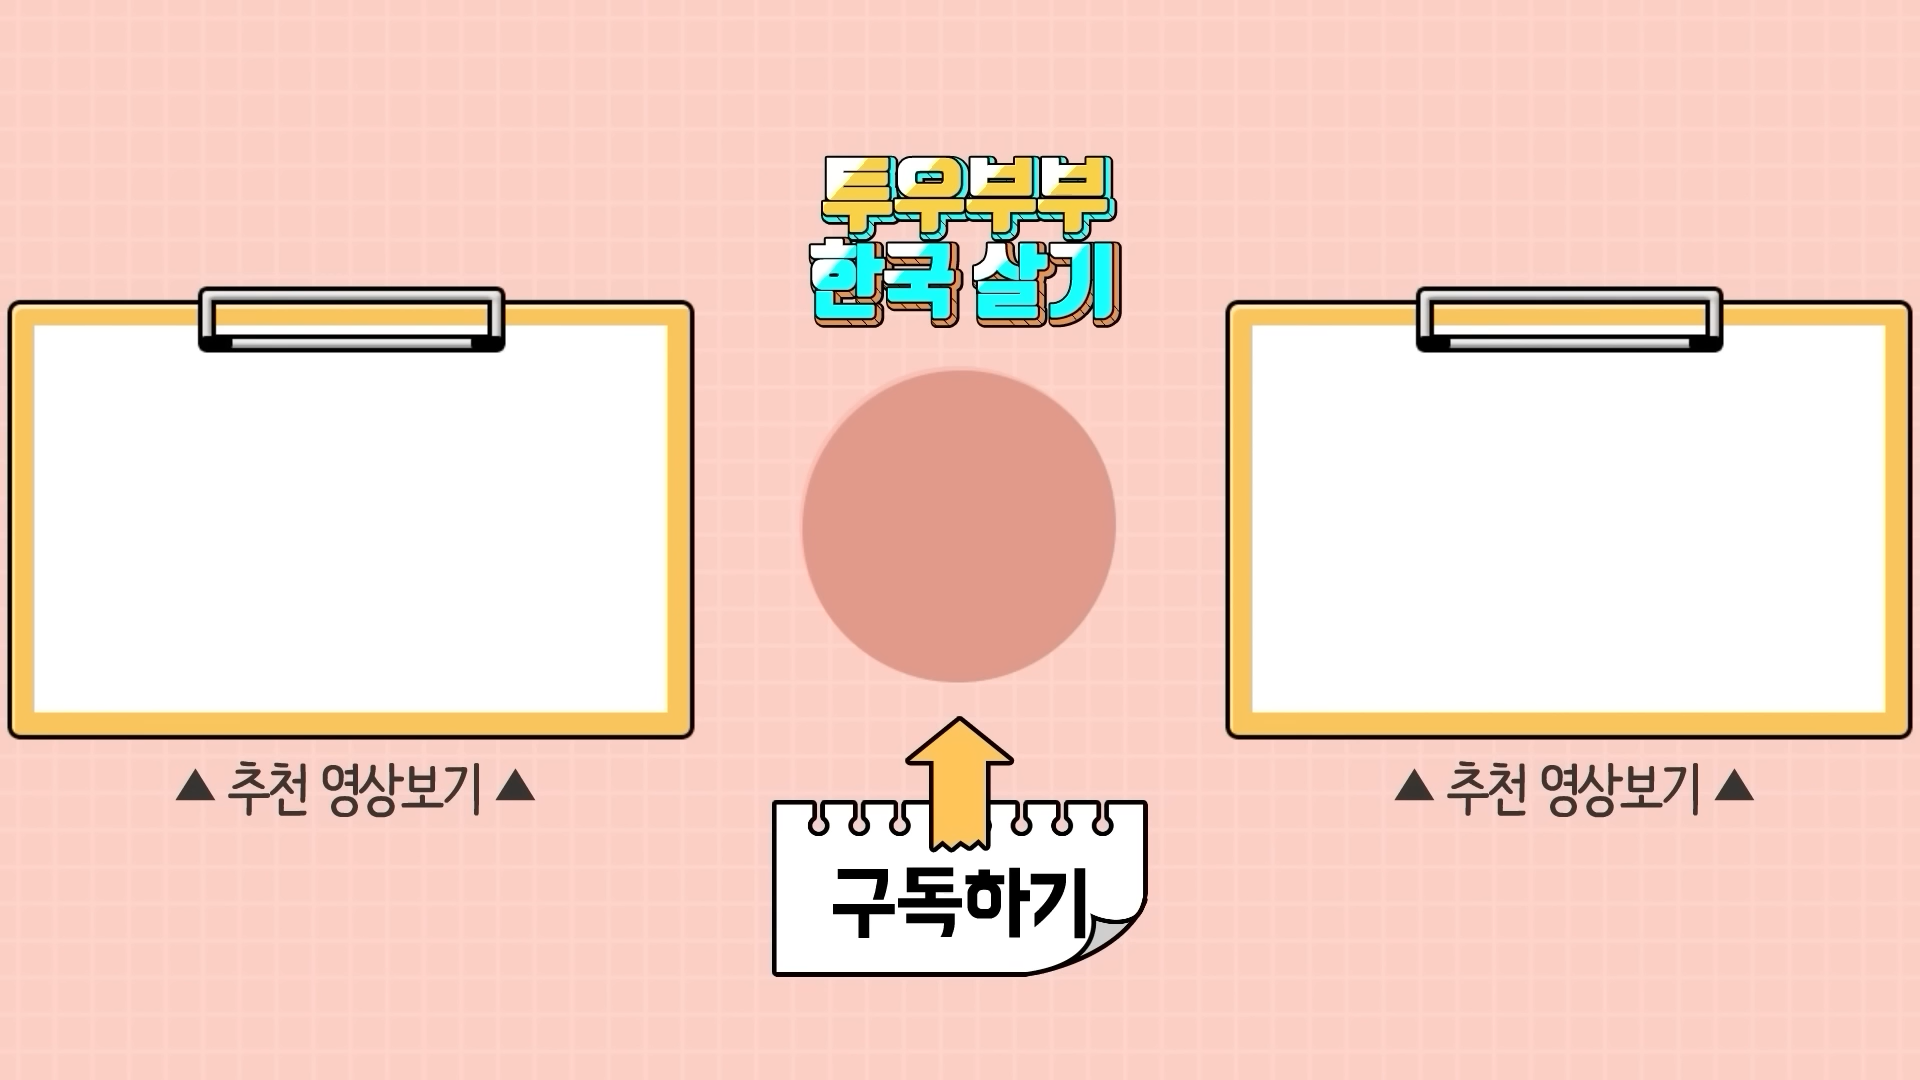 투우부부
한국 살기
▲ 추천 영상보기 ▲
▲ 추천 영상보기 ▲
구독하기